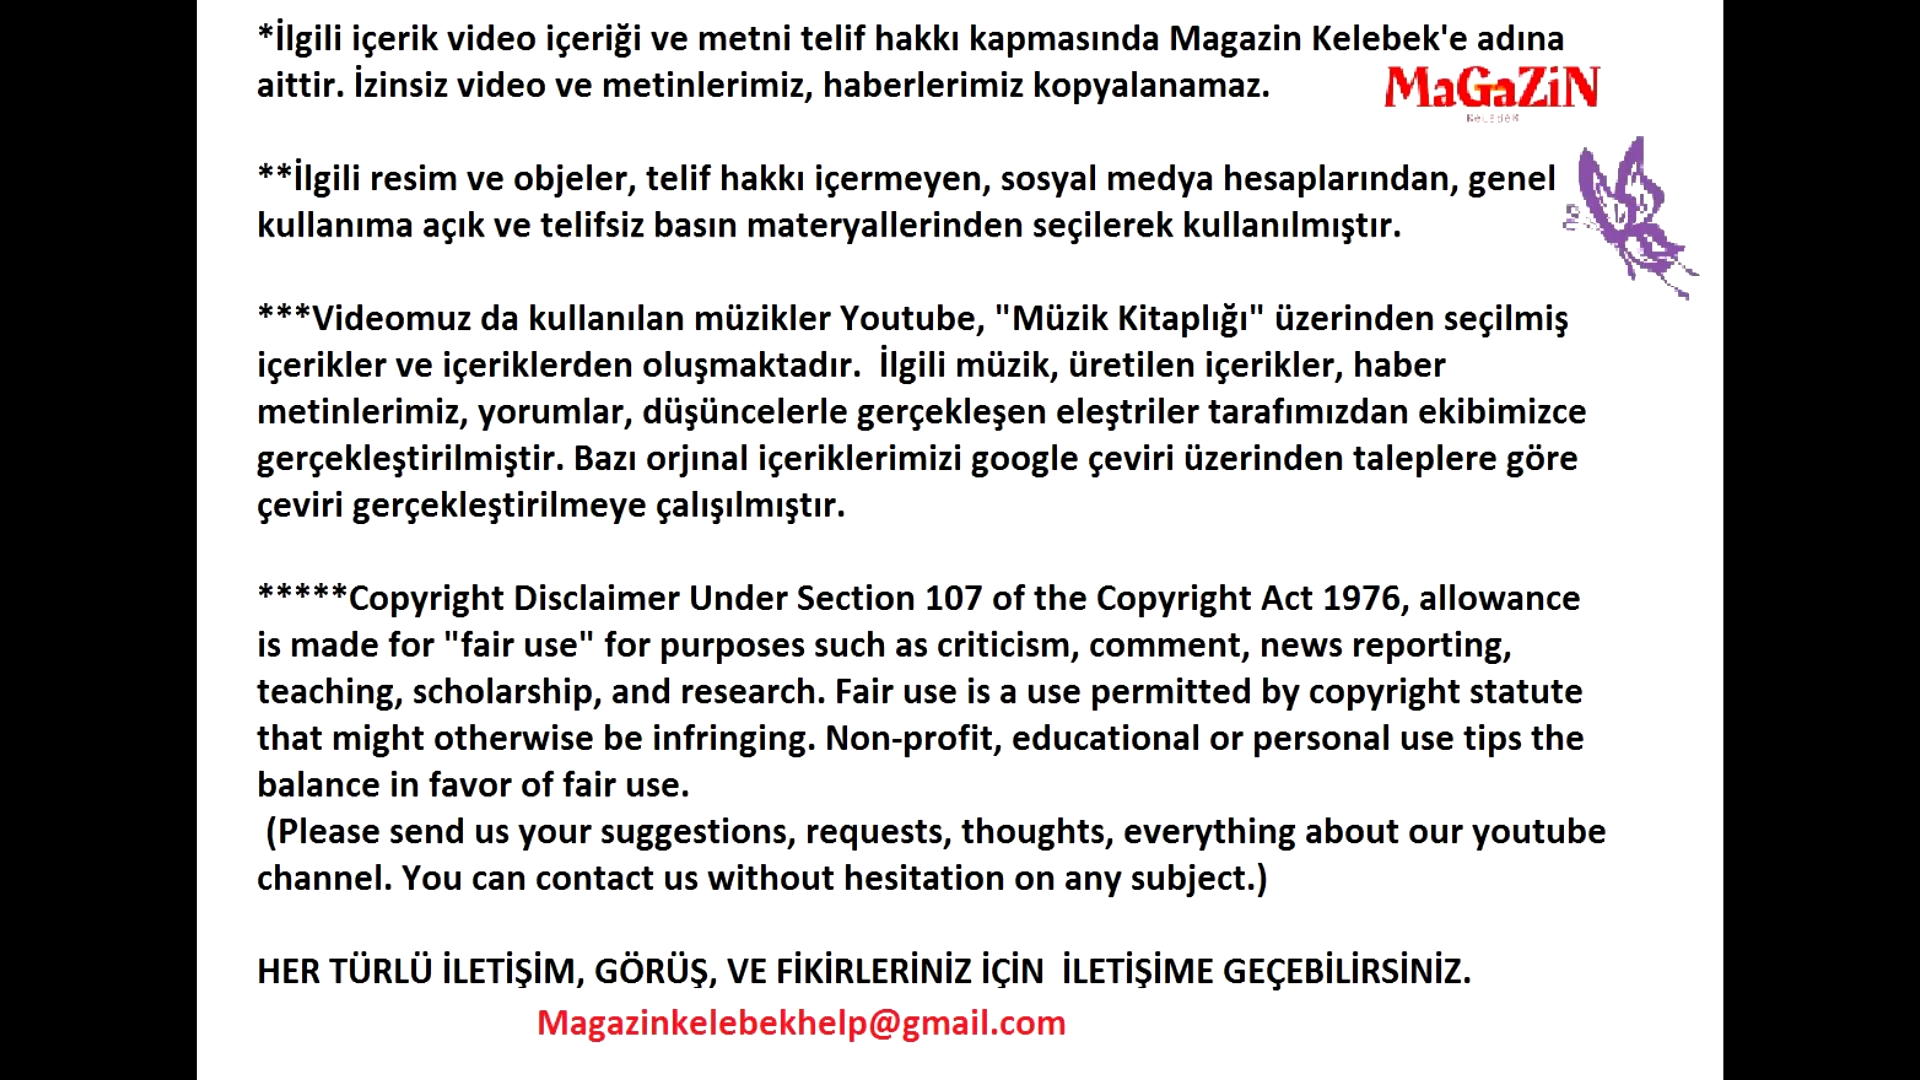 *İlgili içerik video içeriği ve metni telif hakkı kapmasında Magazin Kelebek'e adına
aittir. İzinsiz video ve metinlerimiz, haberlerimiz kopyalanamaz.
MaGaZiN
KeLEBeK
**İlgili resim ve objeler, telif hakkı içermeyen, sosyal medya hesaplarından, genel
kullanıma açık ve telifsiz basın materyallerinden seçilerek kullanılmıştır.
***Videomuz da kullanılan müzikler Youtube, "Müzik Kitaplığı" üzerinden seçilmiş
içerikler ve içeriklerden oluşmaktadır.  İlgili müzik, üretilen içerikler, haber
metinlerimiz, yorumlar, düşüncelerle gerçekleşen eleştriler tarafımızdan ekibimizce
gerçekleştirilmiştir. Bazı orjınal içeriklerimizi google çeviri üzerinden taleplere göre
çeviri gerçekleştirilmeye çalışılmıştır.
*****Copyright Disclaimer Under Section 107 of the Copyright Act 1976, allowance
is made for "fair use" for purposes such as criticism, comment, news reporting,
teaching, scholarship, and research. Fair use is a use permitted by copyright statute
that might otherwise be infringing. Non-profit, educational or personal use tips the
balance in favor of fair use.
(Please send us your suggestions, requests, thoughts, everything about our youtube
channel. You can contact us without hesitation on any subject.)
HER TÜRLÜ İLETİŞİM, GÖRÜŞ, VE FİKİRLERİNİZ İÇİN  İLETİŞİME GEÇEBİLİRSİNİZ.
Magazinkelebekhelp@gmail.com